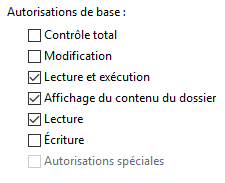 Autorisations de base :
Contrôle total
Modification
Lecture et exécution
Affichage du contenu du dossier
Lecture
Écriture
Autorisations spéciales